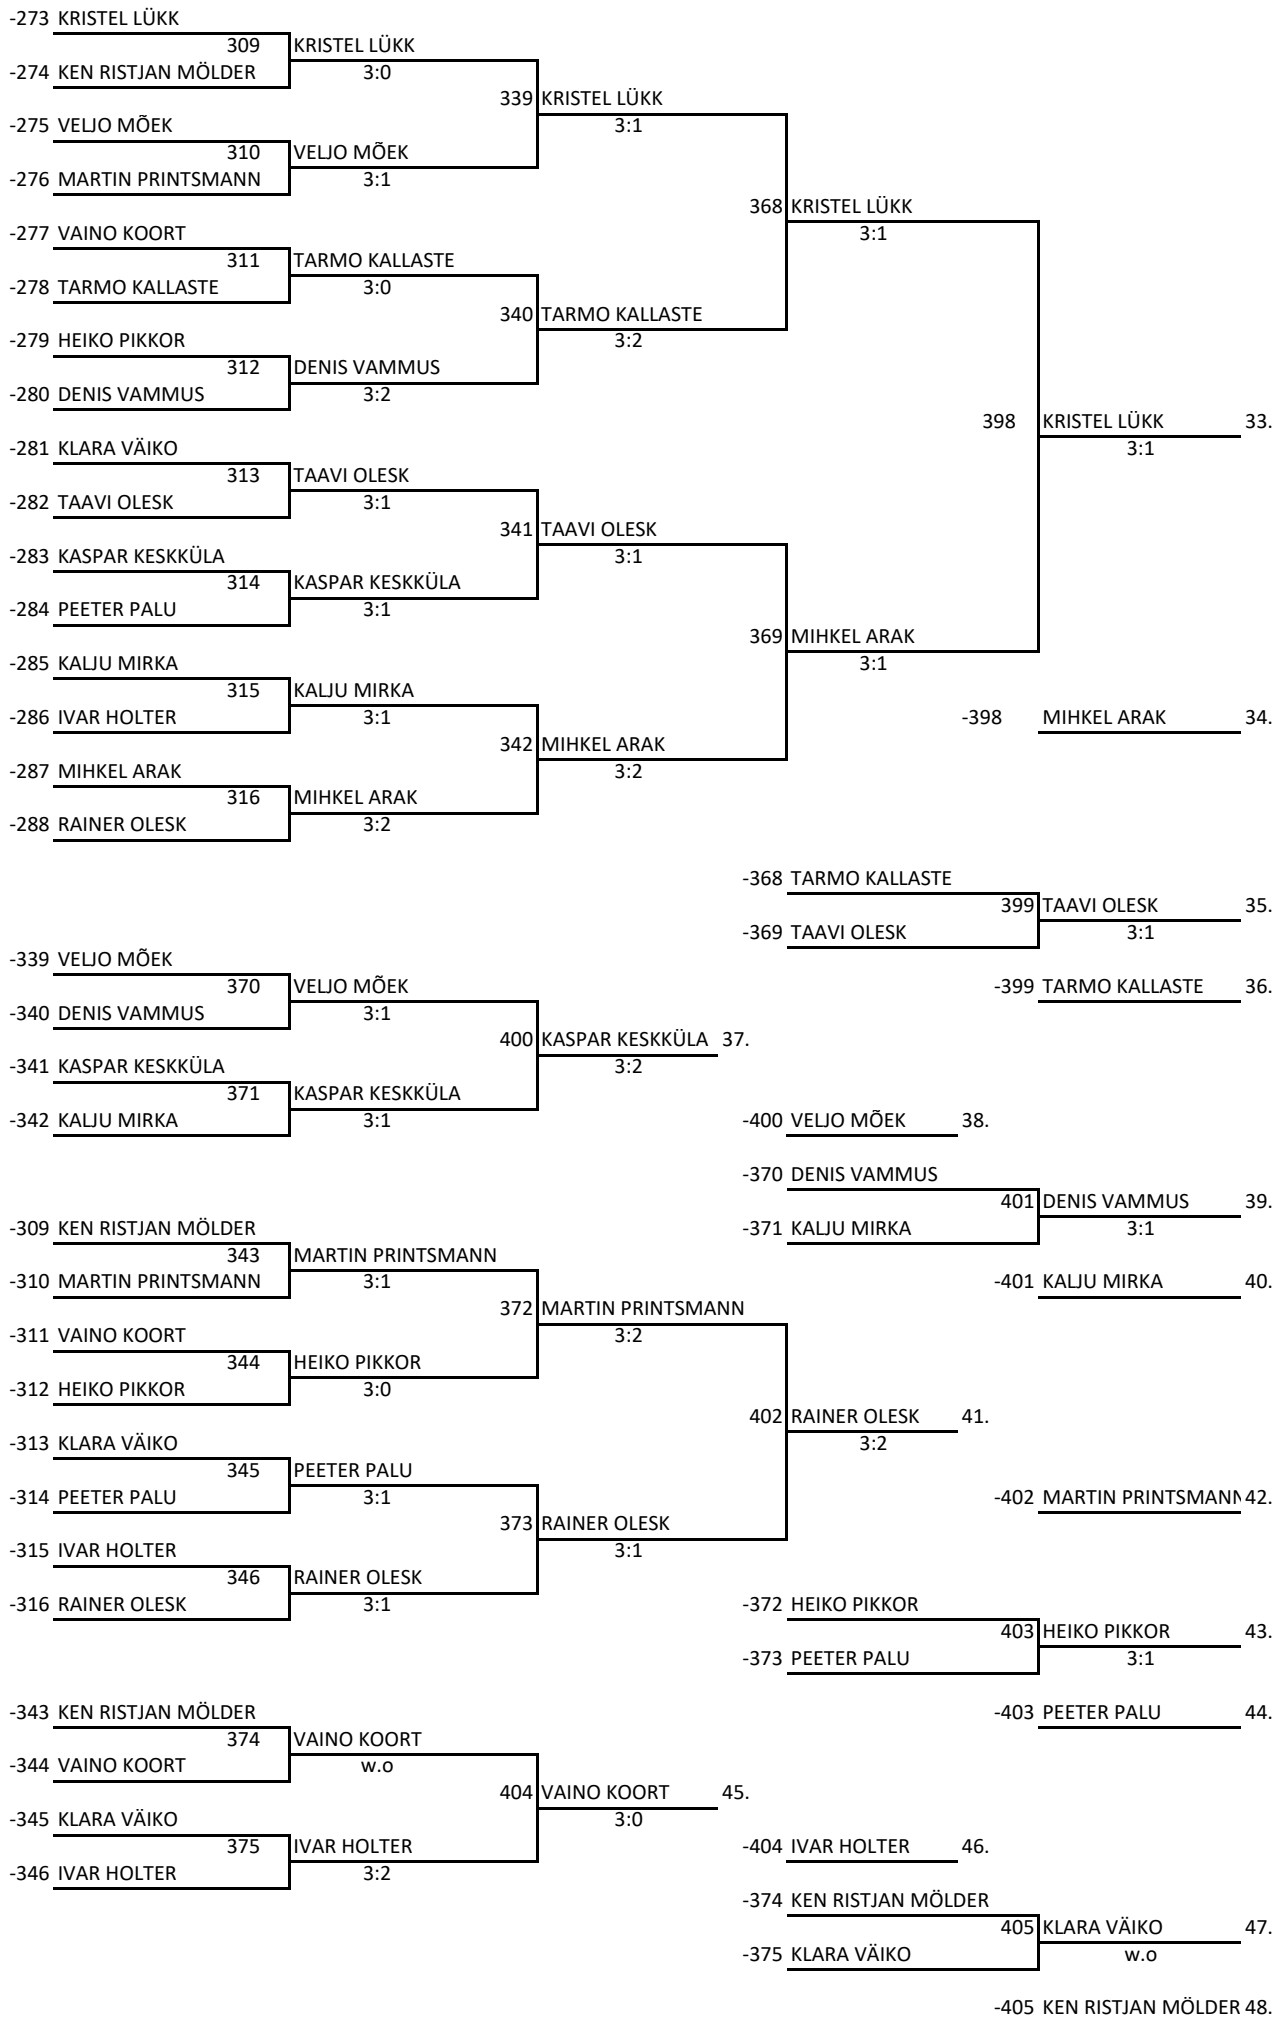 -273 KRISTEL LÜKK
309 KRISTEL LÜKK
-274 KEN RISTJAN MÖLDER 3:0
339 KRISTEL LÜKK
-275 VELJO MÕEK 3:1
310 VELJO MÕEK
-276 MARTIN PRINTSMANN 3:1
368 KRISTEL LÜKK
-277 VAINO KOORT 3:1
311 TARMO KALLASTE
-278 TARMO KALLASTE 3:0
340 TARMO KALLASTE
-279 HEIKO PIKKOR 3:2
312 DENIS VAMMUS
-280 DENIS VAMMUS 3:2
398 KRISTEL LÜKK 33.
-281 KLARA VÄIKO 3:1
313 TAAVI OLESK
-282 TAAVI OLESK 3:1
341 TAAVI OLESK
-283 KASPAR KESKKÜLA 3:1
314 KASPAR KESKKÜLA
-284 PEETER PALU 3:1
369 MIHKEL ARAK
-285 KALJU MIRKA 3:1
315 KALJU MIRKA
-286 IVAR HOLTER 3:1 -398 MIHKEL ARAK 34.
342 MIHKEL ARAK
-287 MIHKEL ARAK 3:2
316 MIHKEL ARAK
-288 RAINER OLESK 3:2
-368 TARMO KALLASTE
399 TAAVI OLESK 35.
-369 TAAVI OLESK 3:1
-339 VELJO MÕEK
370 VELJO MÕEK -399 TARMO KALLASTE 36.
-340 DENIS VAMMUS 3:1
400 KASPAR KESKKÜLA 37.
-341 KASPAR KESKKÜLA 3:2
371 KASPAR KESKKÜLA
-342 KALJU MIRKA 3:1 -400 VELJO MÕEK 38.
-370 DENIS VAMMUS
401 DENIS VAMMUS 39.
-309 KEN RISTJAN MÖLDER -371 KALJU MIRKA 3:1
343 MARTIN PRINTSMANN
-310 MARTIN PRINTSMANN 3:1 -401 KALJU MIRKA 40.
372 MARTIN PRINTSMANN
-311 VAINO KOORT 3:2
344 HEIKO PIKKOR
-312 HEIKO PIKKOR 3:0
402 RAINER OLESK 41.
-313 KLARA VÄIKO 3:2
345 PEETER PALU
-314 PEETER PALU 3:1 -402 MARTIN PRINTSMANN 42.
373 RAINER OLESK
-315 IVAR HOLTER 3:1
346 RAINER OLESK
-316 RAINER OLESK 3:1 -372 HEIKO PIKKOR
403 HEIKO PIKKOR 43.
-373 PEETER PALU 3:1
-343 KEN RISTJAN MÖLDER -403 PEETER PALU 44.
374 VAINO KOORT
-344 VAINO KOORT w.o
404 VAINO KOORT 45.
-345 KLARA VÄIKO 3:0
375 IVAR HOLTER -404 IVAR HOLTER 46.
-346 IVAR HOLTER 3:2
-374 KEN RISTJAN MÖLDER
405 KLARA VÄIKO 47.
-375 KLARA VÄIKO w.o
-405 KEN RISTJAN MÖLDER 48.